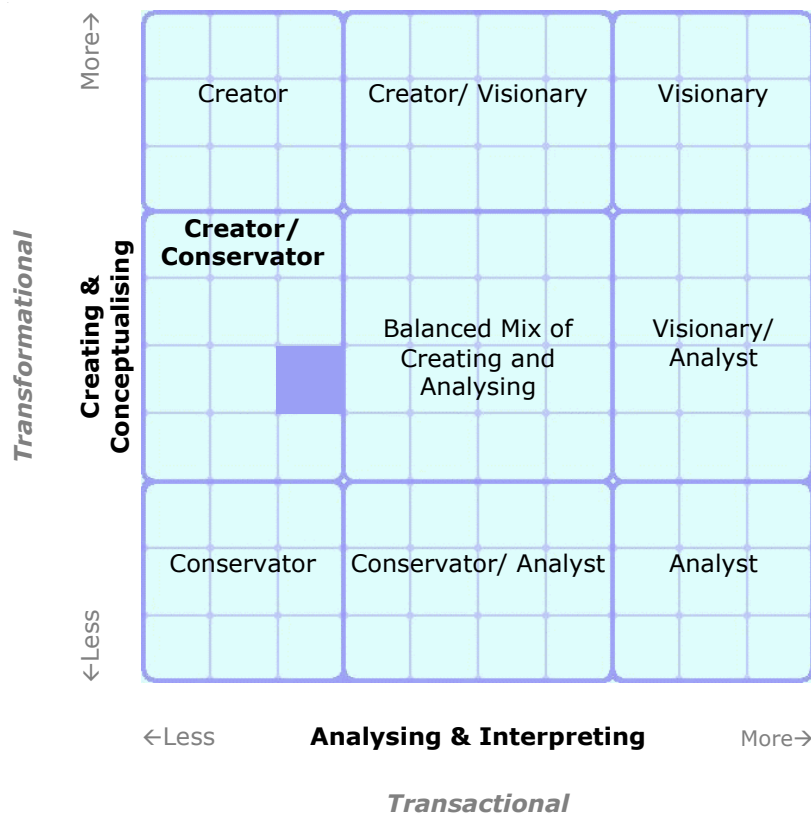 More→
Creator
Creator/ Visionary
Visionary
Transformational
Creating &
Conceptualising
Creator/
Conservator
Balanced Mix of
Creating and
Analysing
Visionary/
Analyst
Conservator
Conservator/ Analyst
Analyst
←Less
←Less
Analysing & Interpreting
More→
Transactional